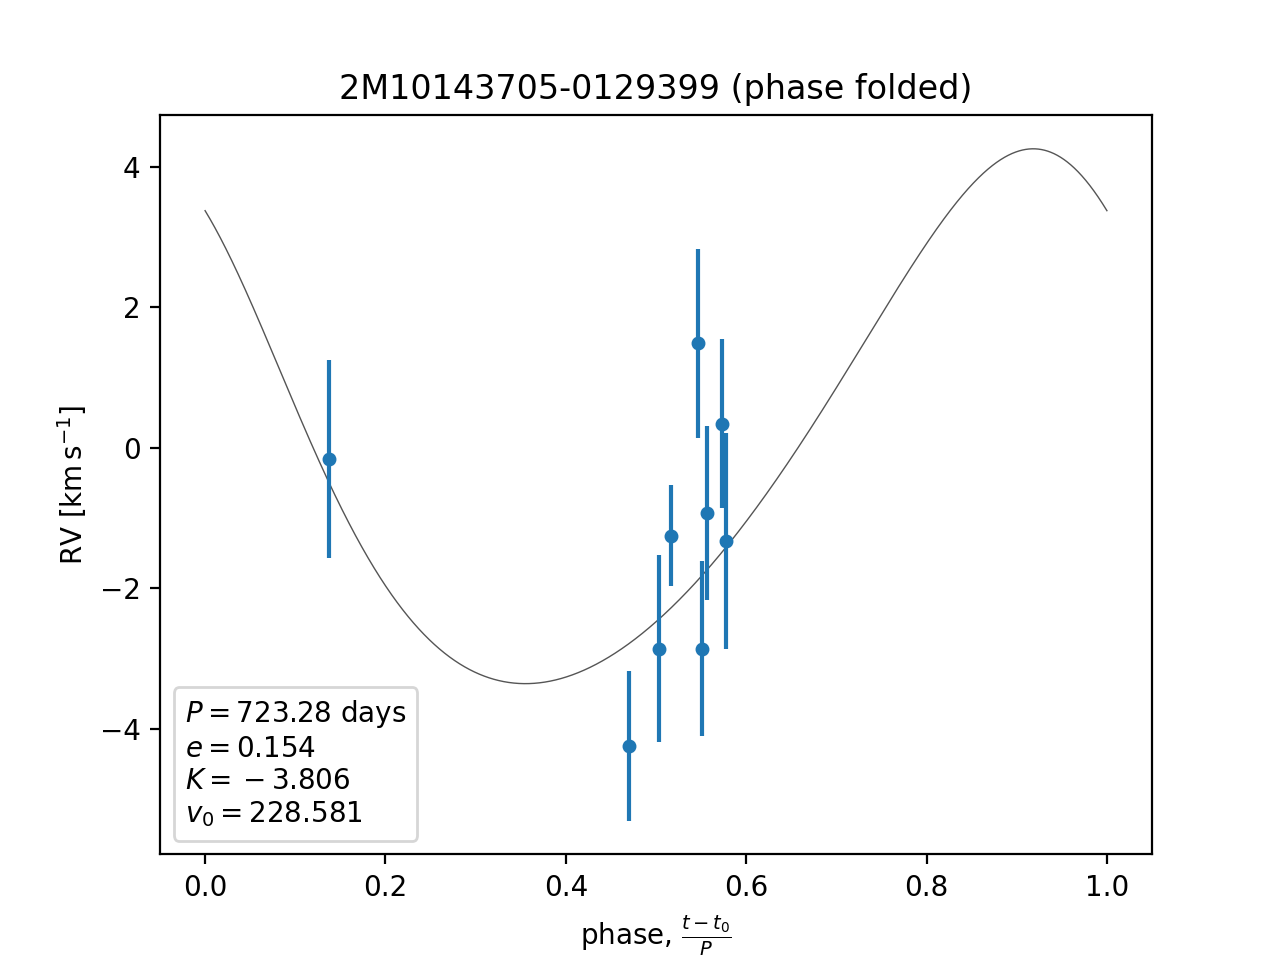 2M10143705-0129399 (phase folded)
4
2
0
−2
−4
RV [km s⁻¹]
P = 723.28 days
e = 0.154
K = − 3.806
v₀ = 228.581
0.0 0.2 0.4 0.6 0.8 1.0
phase, (t − t₀)/P